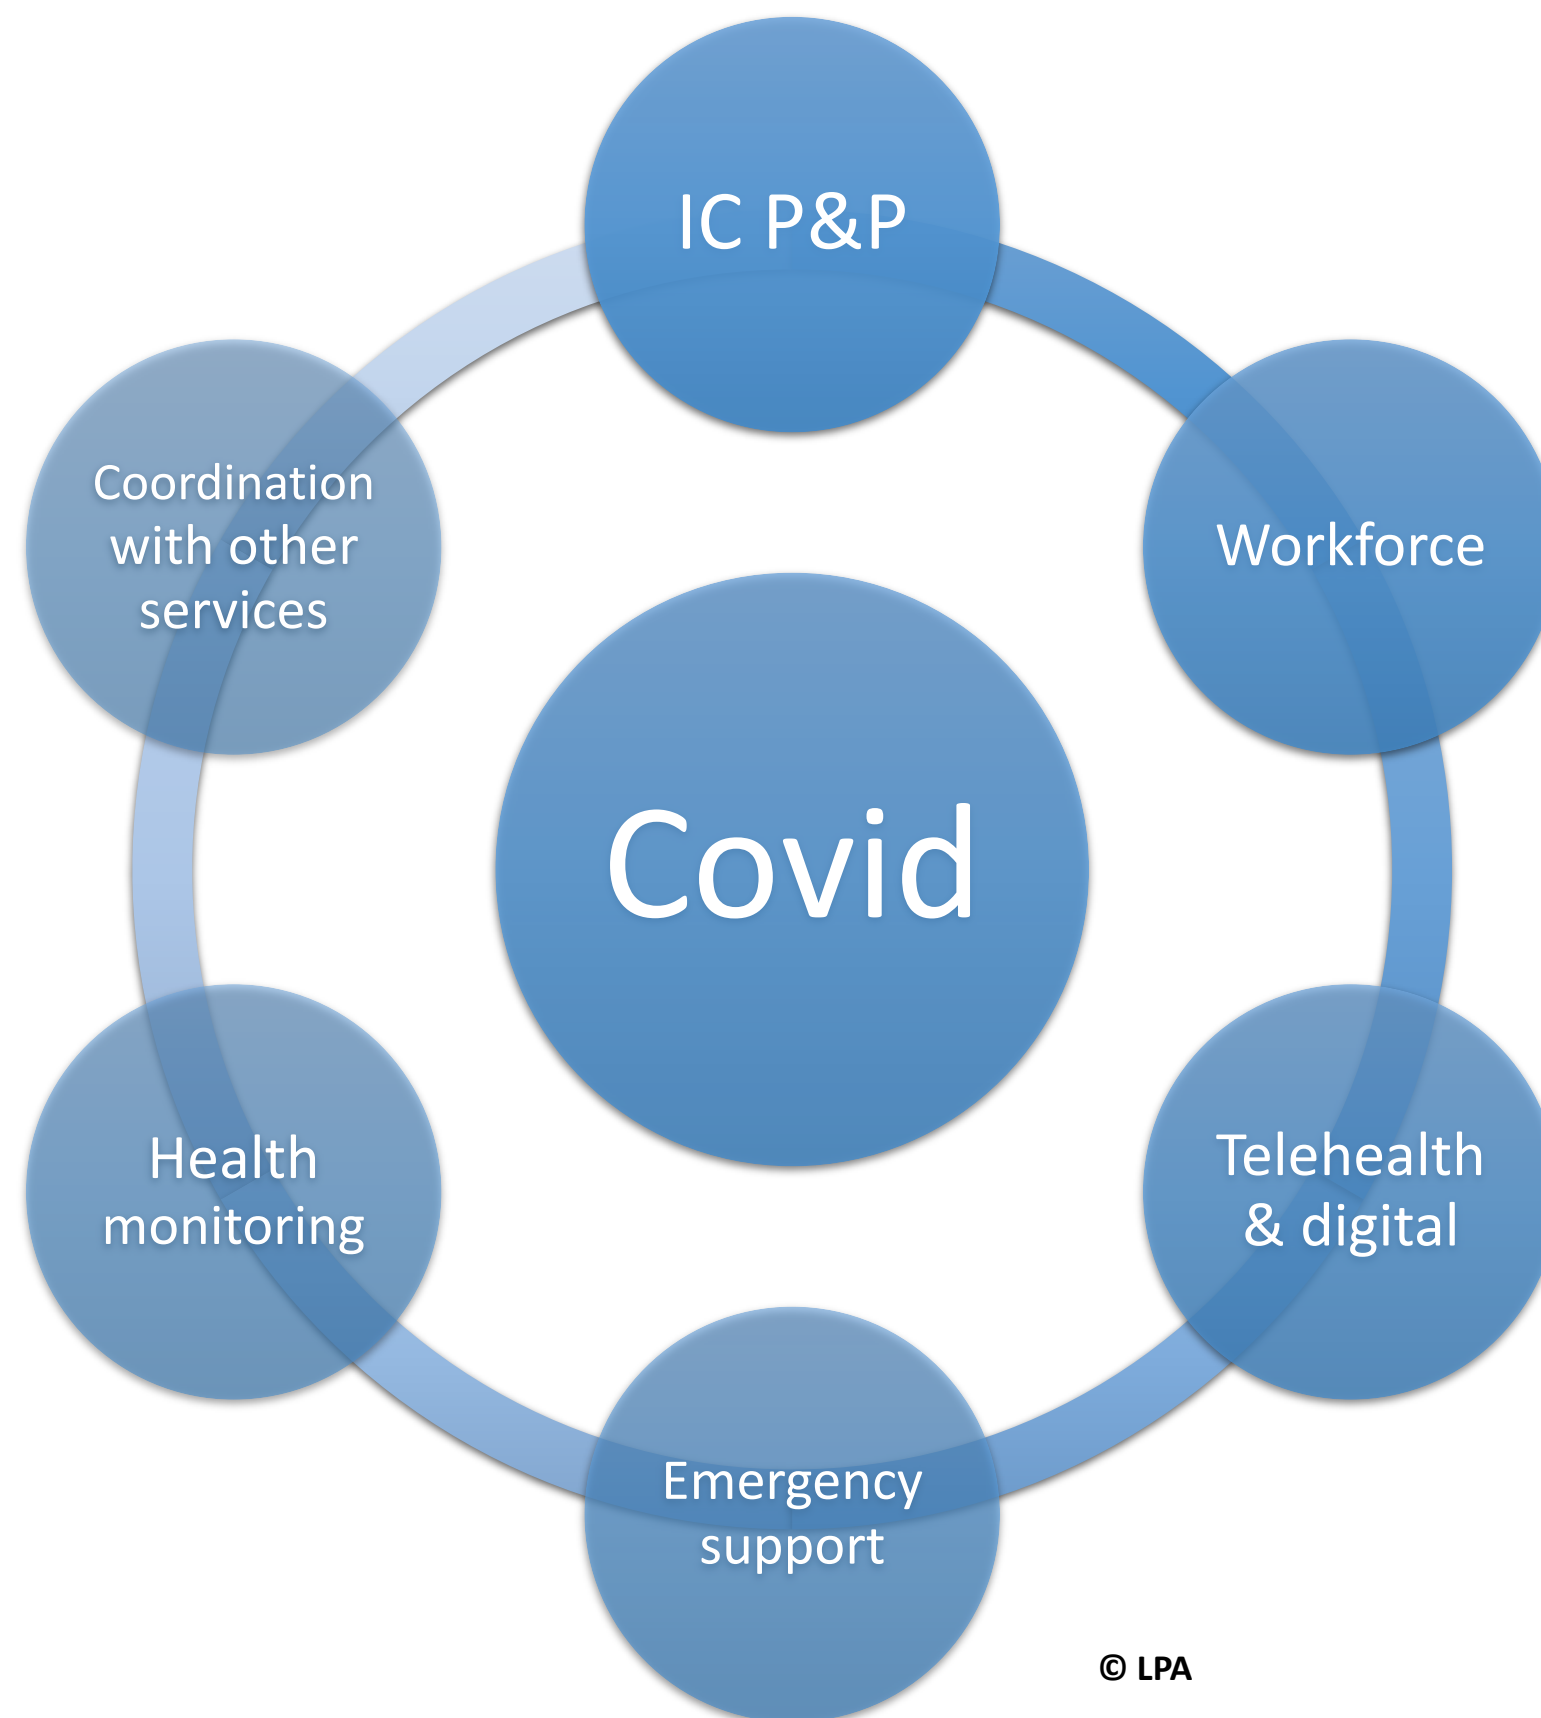 IC P&P
Workforce
Coordination
with other
services
Covid
Health
monitoring
Telehealth
& digital
Emergency
support
© LPA